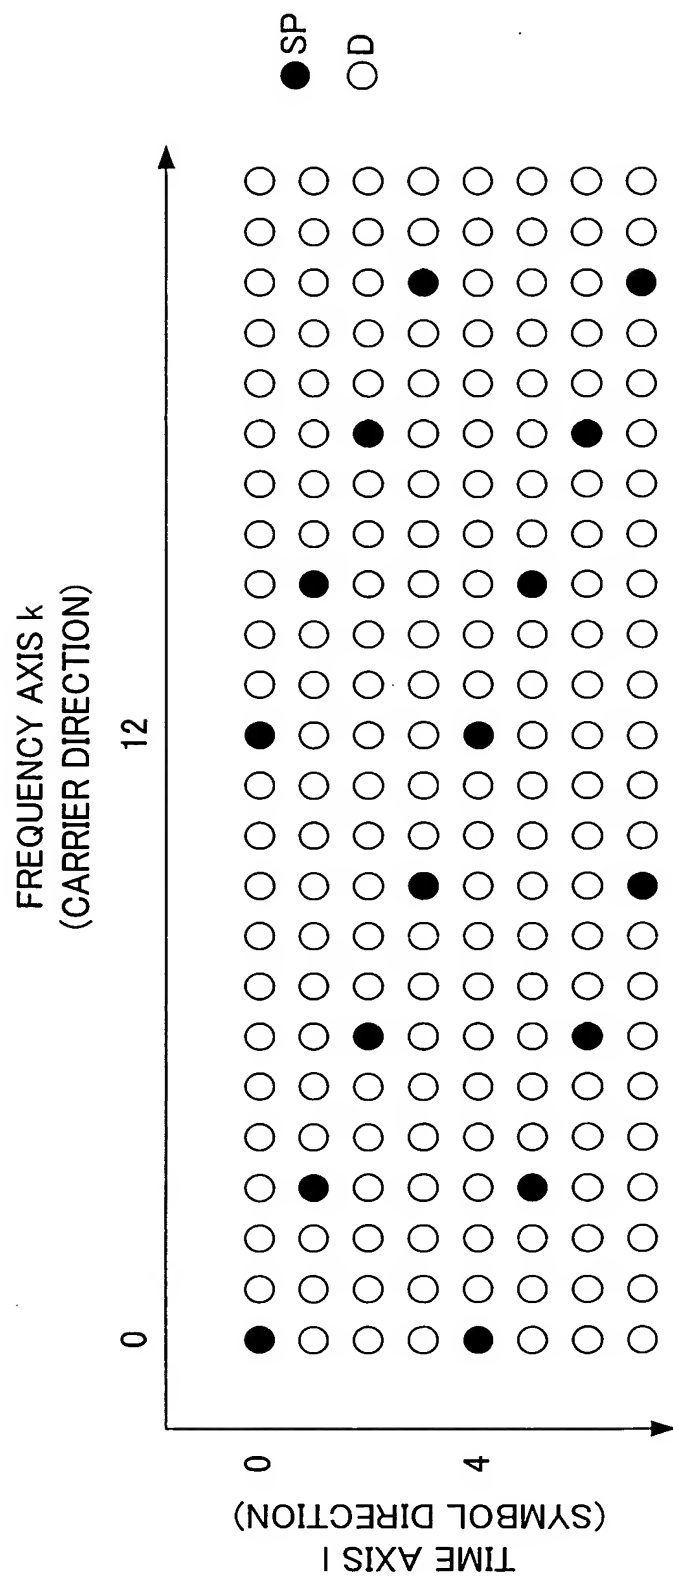 FREQUENCY AXIS k
(CARRIER DIRECTION)
0
12
SP
D
TIME AXIS l
(SYMBOL DIRECTION)
0
4